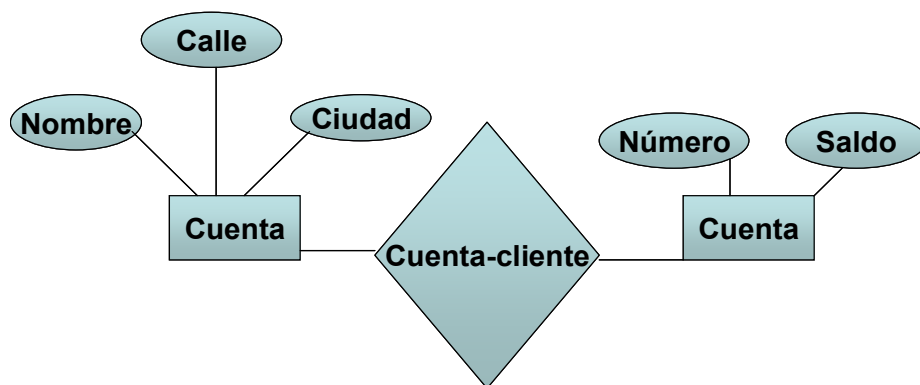 Calle
Nombre
Ciudad
Número
Saldo
Cuenta
Cuenta-cliente
Cuenta